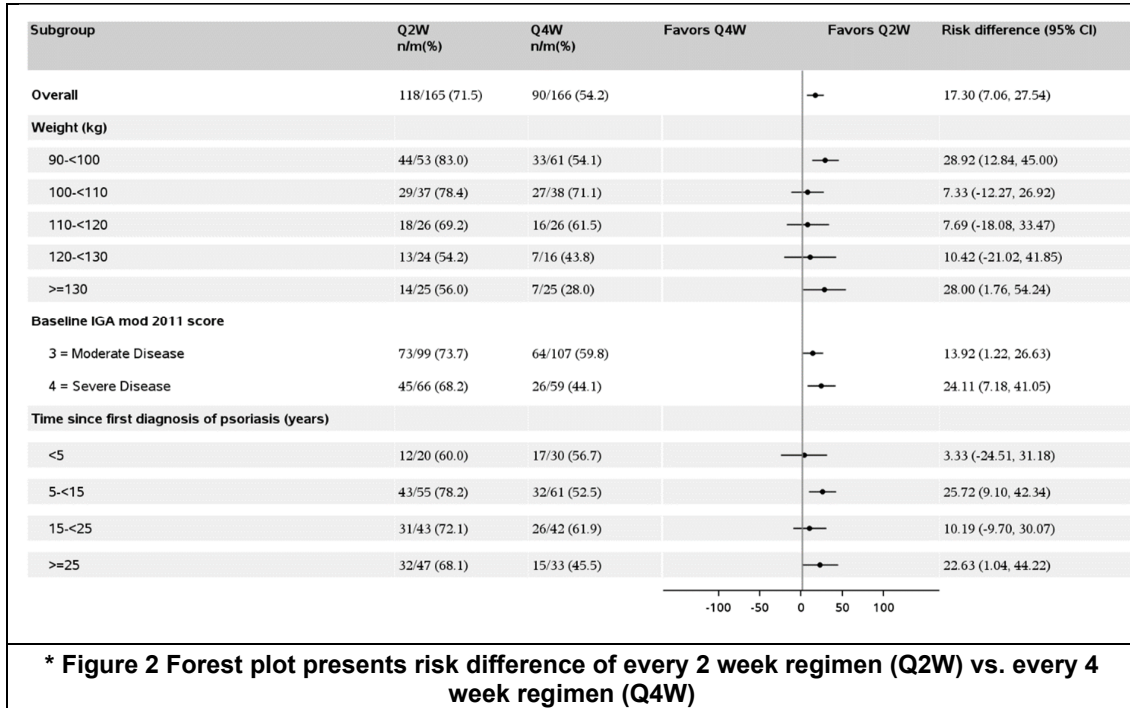 Subgroup Q2W Q4W Favors Q4W Favors Q2W Risk difference (95% CI)
n/m(%) n/m(%)
Overall 118/165 (71.5) 90/166 (54.2) 17.30 (7.06, 27.54)
Weight (kg)
90-<100 44/53 (83.0) 33/61 (54.1) 28.92 (12.84, 45.00)
100-<110 29/37 (78.4) 27/38 (71.1) 7.33 (-12.27, 26.92)
110-<120 18/26 (69.2) 16/26 (61.5) 7.69 (-18.08, 33.47)
120-<130 13/24 (54.2) 7/16 (43.8) 10.42 (-21.02, 41.85)
>=130 14/25 (56.0) 7/25 (28.0) 28.00 (1.76, 54.24)
Baseline IGA mod 2011 score
3 = Moderate Disease 73/99 (73.7) 64/107 (59.8) 13.92 (1.22, 26.63)
4 = Severe Disease 45/66 (68.2) 26/59 (44.1) 24.11 (7.18, 41.05)
Time since first diagnosis of psoriasis (years)
<5 12/20 (60.0) 17/30 (56.7) 3.33 (-24.51, 31.18)
5-<15 43/55 (78.2) 32/61 (52.5) 25.72 (9.10, 42.34)
15-<25 31/43 (72.1) 26/42 (61.9) 10.19 (-9.70, 30.07)
>=25 32/47 (68.1) 15/33 (45.5) 22.63 (1.04, 44.22)
-100 -50 0 50 100
* Figure 2 Forest plot presents risk difference of every 2 week regimen (Q2W) vs. every 4
week regimen (Q4W)